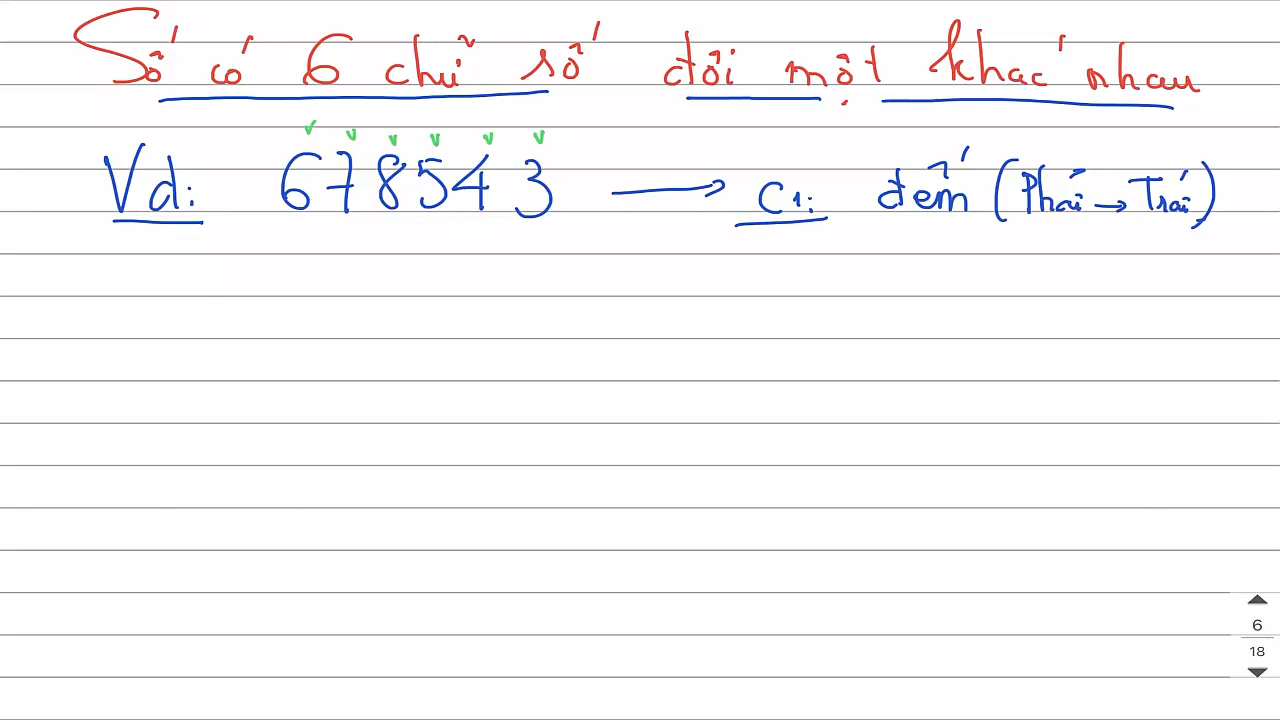 Số có 6 chữ số đôi một khác nhau
Vd: 678543 → C1: đếm (Phải → Trái)
6
18